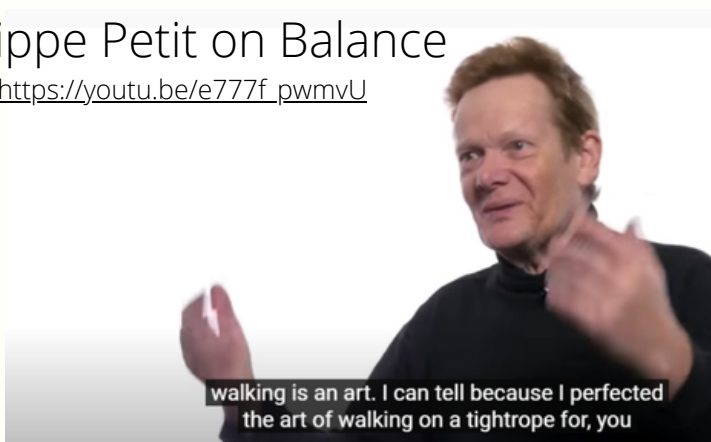 ippe Petit on Balance
https://youtu.be/e777f_pwmvU
walking is an art. I can tell because I perfected
the art of walking on a tightrope for, you